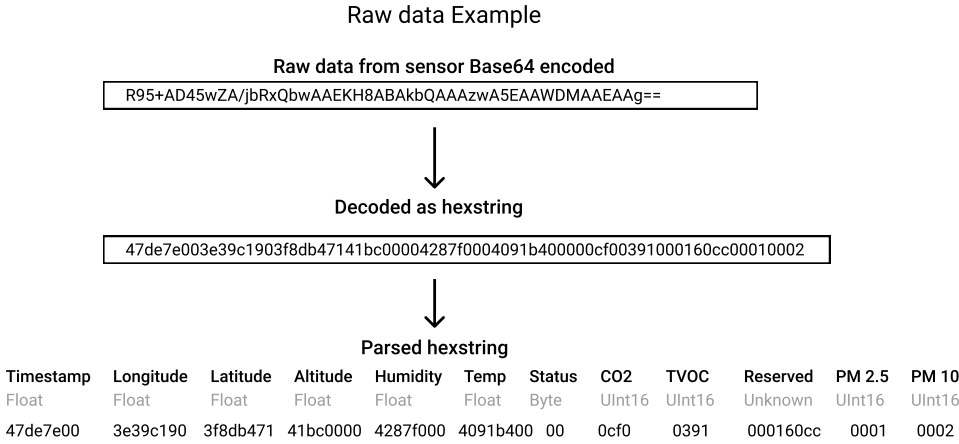 Raw data Example
Raw data from sensor Base64 encoded
R95+AD45wZA/jbRxQbwAAEKH8ABAkbQAAAzwA5EAAWDMAAEAAg==
Decoded as hexstring
47de7e003e39c1903f8db47141bc00004287f0004091b400000cf00391000160cc00010002
Parsed hexstring
Timestamp Longitude Latitude Altitude Humidity Temp Status CO2 TVOC Reserved PM 2.5 PM 10
Float Float Float Float Float Float Byte UInt16 UInt16 Unknown UInt16 UInt16
47de7e00 3e39c190 3f8db471 41bc0000 4287f000 4091b400 00 0cf0 0391 000160cc 0001 0002